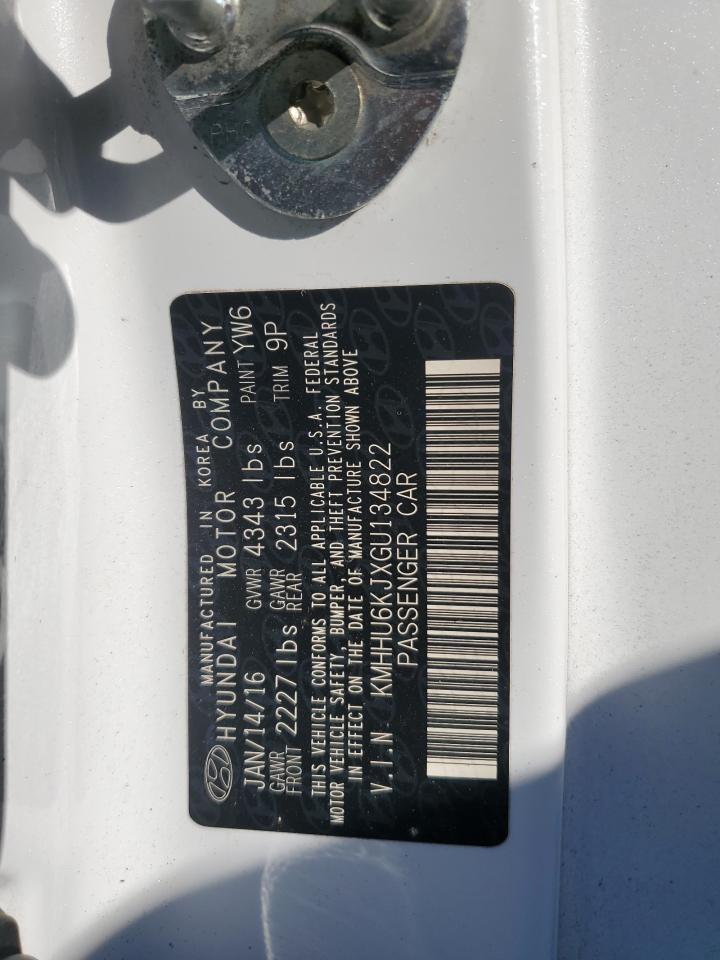 PHC
MANUFACTURED IN KOREA BY
HYUNDAI MOTOR COMPANY
JAN/14/16 GVWR 4343 lbs PAINT YW6
GAWR FRONT 2227 lbs GAWR REAR 2315 lbs TRIM 9P
THIS VEHICLE CONFORMS TO ALL APPLICABLE U.S.A. FEDERAL
MOTOR VEHICLE SAFETY, BUMPER, AND THEFT PREVENTION STANDARDS
IN EFFECT ON THE DATE OF MANUFACTURE SHOWN ABOVE
V.I.N KMHHU6KJXGU134822
PASSENGER CAR